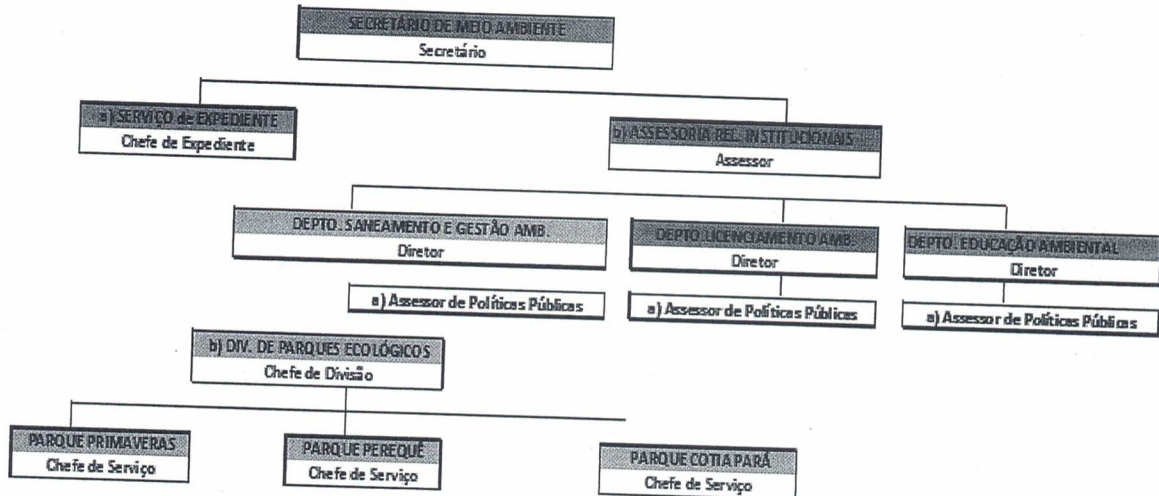 SECRETÁRIO DE MEIO AMBIENTE
Secretário
a) SERVIÇO de EXPEDIENTE
Chefe de Expediente
b) ASSESSORIA REL. INSTITUCIONAIS
Assessor
DEPTO. SANEAMENTO E GESTÃO AMB.
Diretor
DEPTO. LICENCIAMENTO AMB.
Diretor
DEPTO. EDUCAÇÃO AMBIENTAL
Diretor
a) Assessor de Políticas Públicas
a) Assessor de Políticas Públicas
a) Assessor de Políticas Públicas
b) DIV. DE PARQUES ECOLÓGICOS
Chefe de Divisão
PARQUE PRIMAVERAS
Chefe de Serviço
PARQUE PEREQUÊ
Chefe de Serviço
PARQUE COTIA PARÁ
Chefe de Serviço